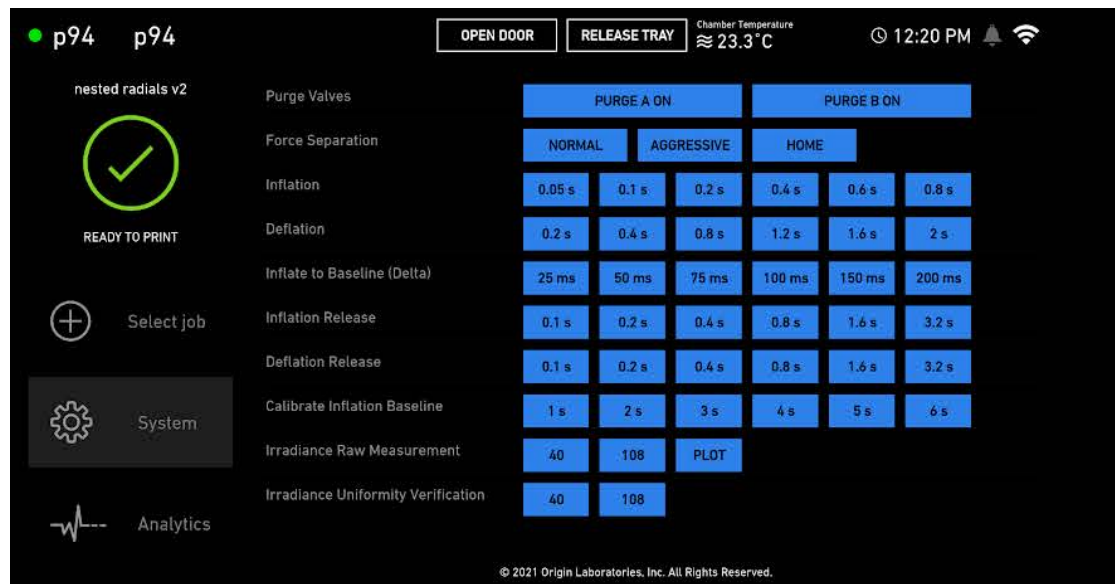 p94 p94 OPEN DOOR RELEASE TRAY Chamber Temperature ≋ 23.3°C 12:20 PM
nested radials v2
READY TO PRINT
Select job
System
Analytics
Purge Valves PURGE A ON PURGE B ON
Force Separation NORMAL AGGRESSIVE HOME
Inflation 0.05 s 0.1 s 0.2 s 0.4 s 0.6 s 0.8 s
Deflation 0.2 s 0.4 s 0.8 s 1.2 s 1.6 s 2 s
Inflate to Baseline (Delta) 25 ms 50 ms 75 ms 100 ms 150 ms 200 ms
Inflation Release 0.1 s 0.2 s 0.4 s 0.8 s 1.6 s 3.2 s
Deflation Release 0.1 s 0.2 s 0.4 s 0.8 s 1.6 s 3.2 s
Calibrate Inflation Baseline 1 s 2 s 3 s 4 s 5 s 6 s
Irradiance Raw Measurement 40 108 PLOT
Irradiance Uniformity Verification 40 108
© 2021 Origin Laboratories, Inc. All Rights Reserved.